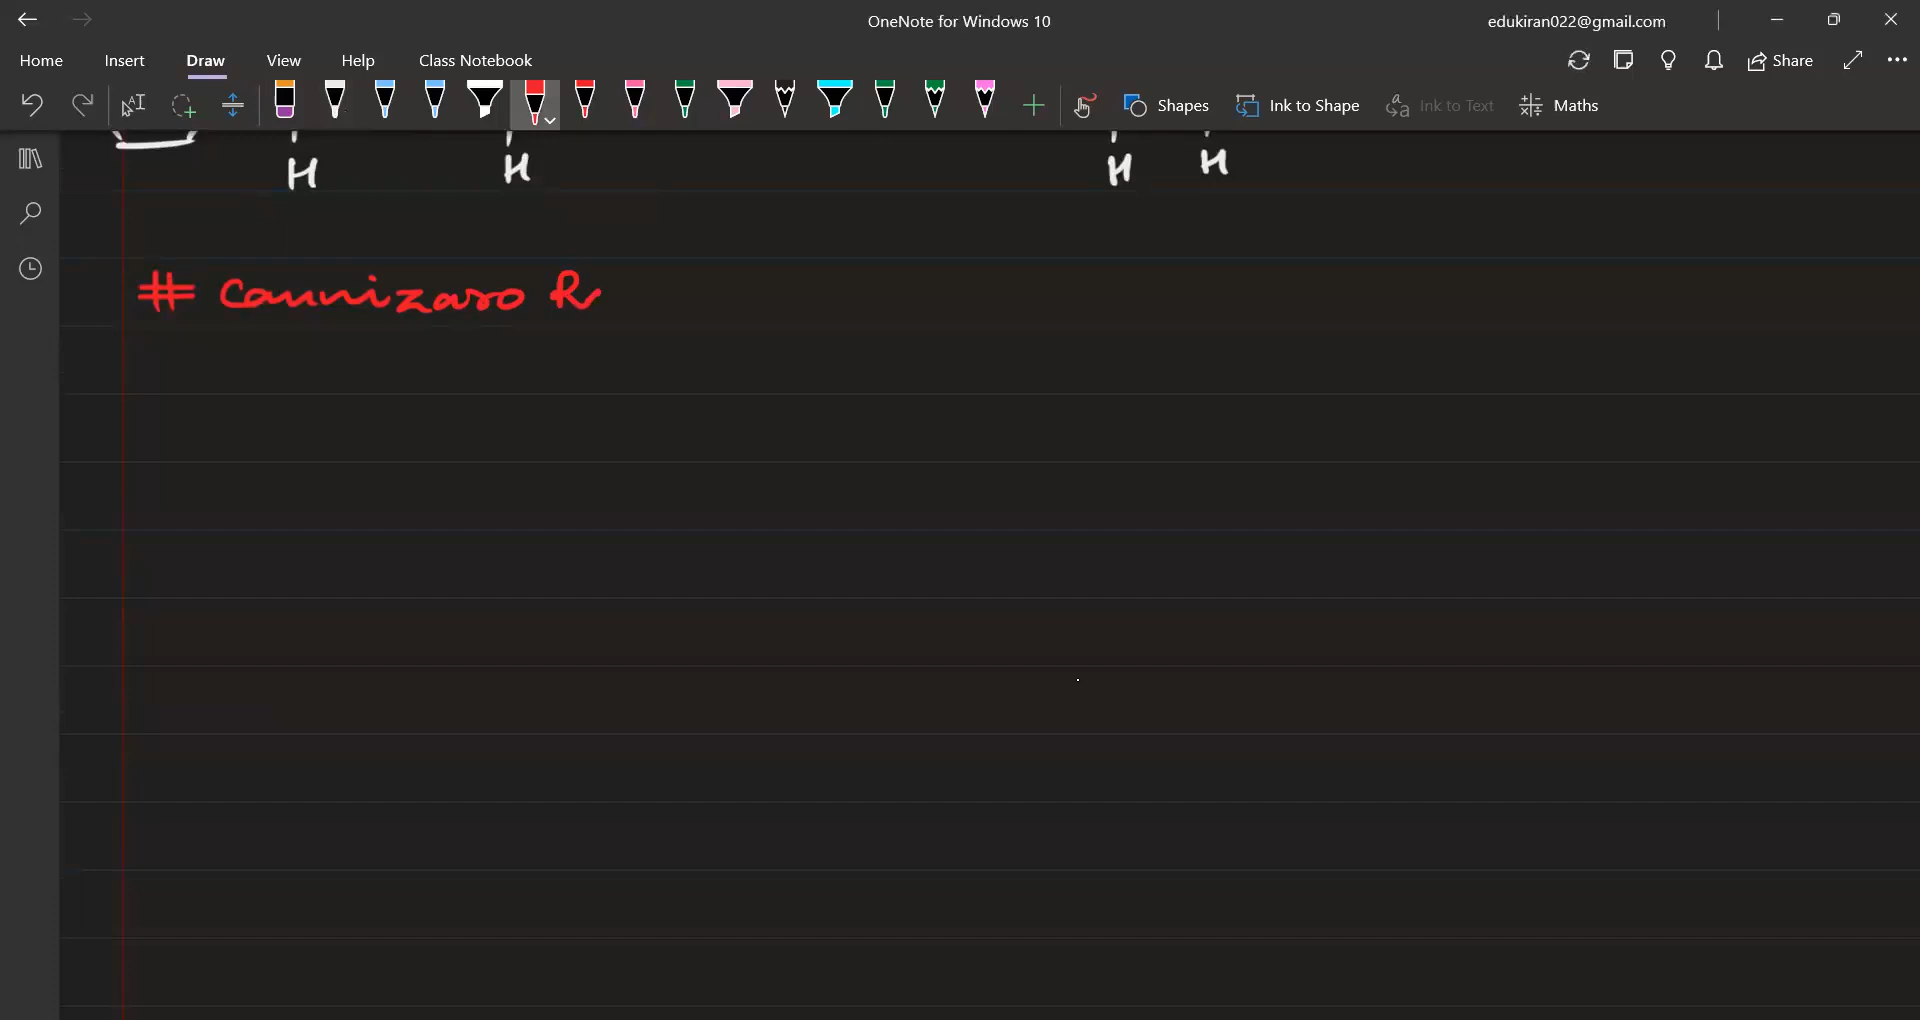 OneNote for Windows 10
edukiran022@gmail.com
Home Insert Draw View Help Class Notebook
Share
Shapes Ink to Shape Ink to Text Maths
H H H H
# Cannizaro R